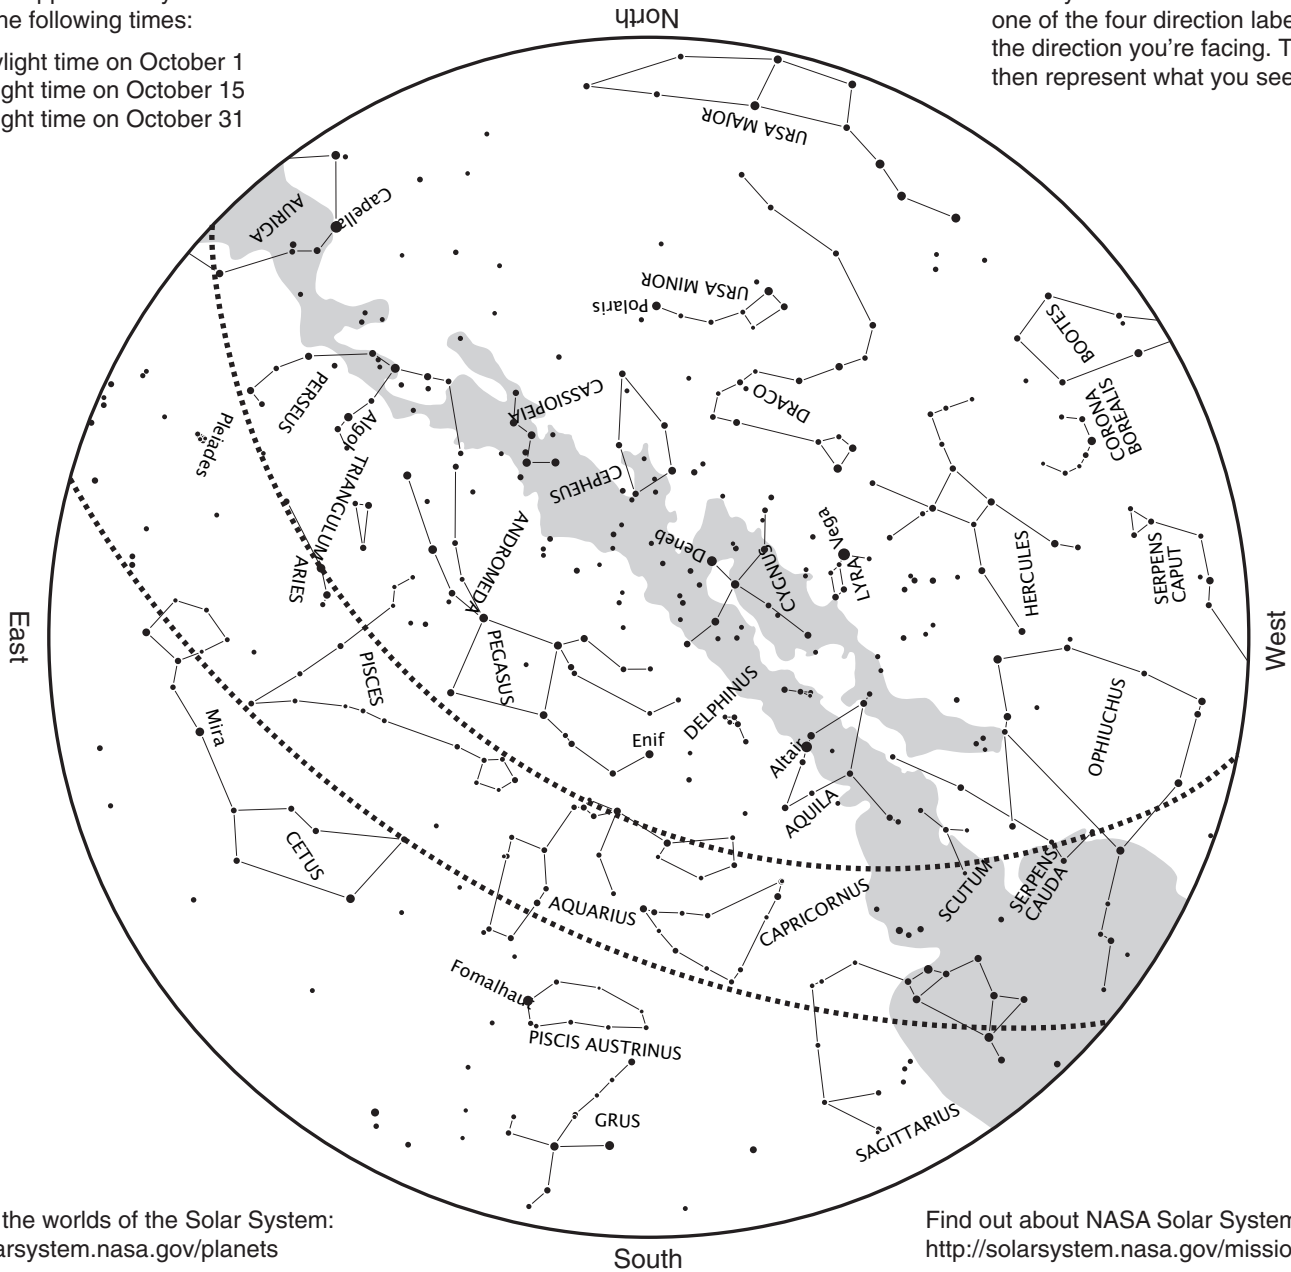 he following times:
light time on October 1
ght time on October 15
ght time on October 31
one of the four direction labe
the direction you're facing. T
then represent what you see
North
URSA MAJOR
Capella
AURIGA
URSA MINOR
Polaris
BOOTES
CASSIOPEIA
DRACO
PERSEUS
CORONA
BOREALIS
Algol
Pleiades
CEPHEUS
TRIANGULUM
ANDROMEDA
Deneb
Vega
CYGNUS
LYRA
HERCULES
SERPENS
CAPUT
ARIES
East
West
PISCES
PEGASUS
DELPHINUS
OPHIUCHUS
Mira
Enif
Altair
AQUILA
CETUS
SCUTUM
SERPENS
CAUDA
AQUARIUS
CAPRICORNUS
Fomalhaut
PISCIS AUSTRINUS
GRUS
SAGITTARIUS
South
the worlds of the Solar System:
arsystem.nasa.gov/planets
Find out about NASA Solar System
http://solarsystem.nasa.gov/missio